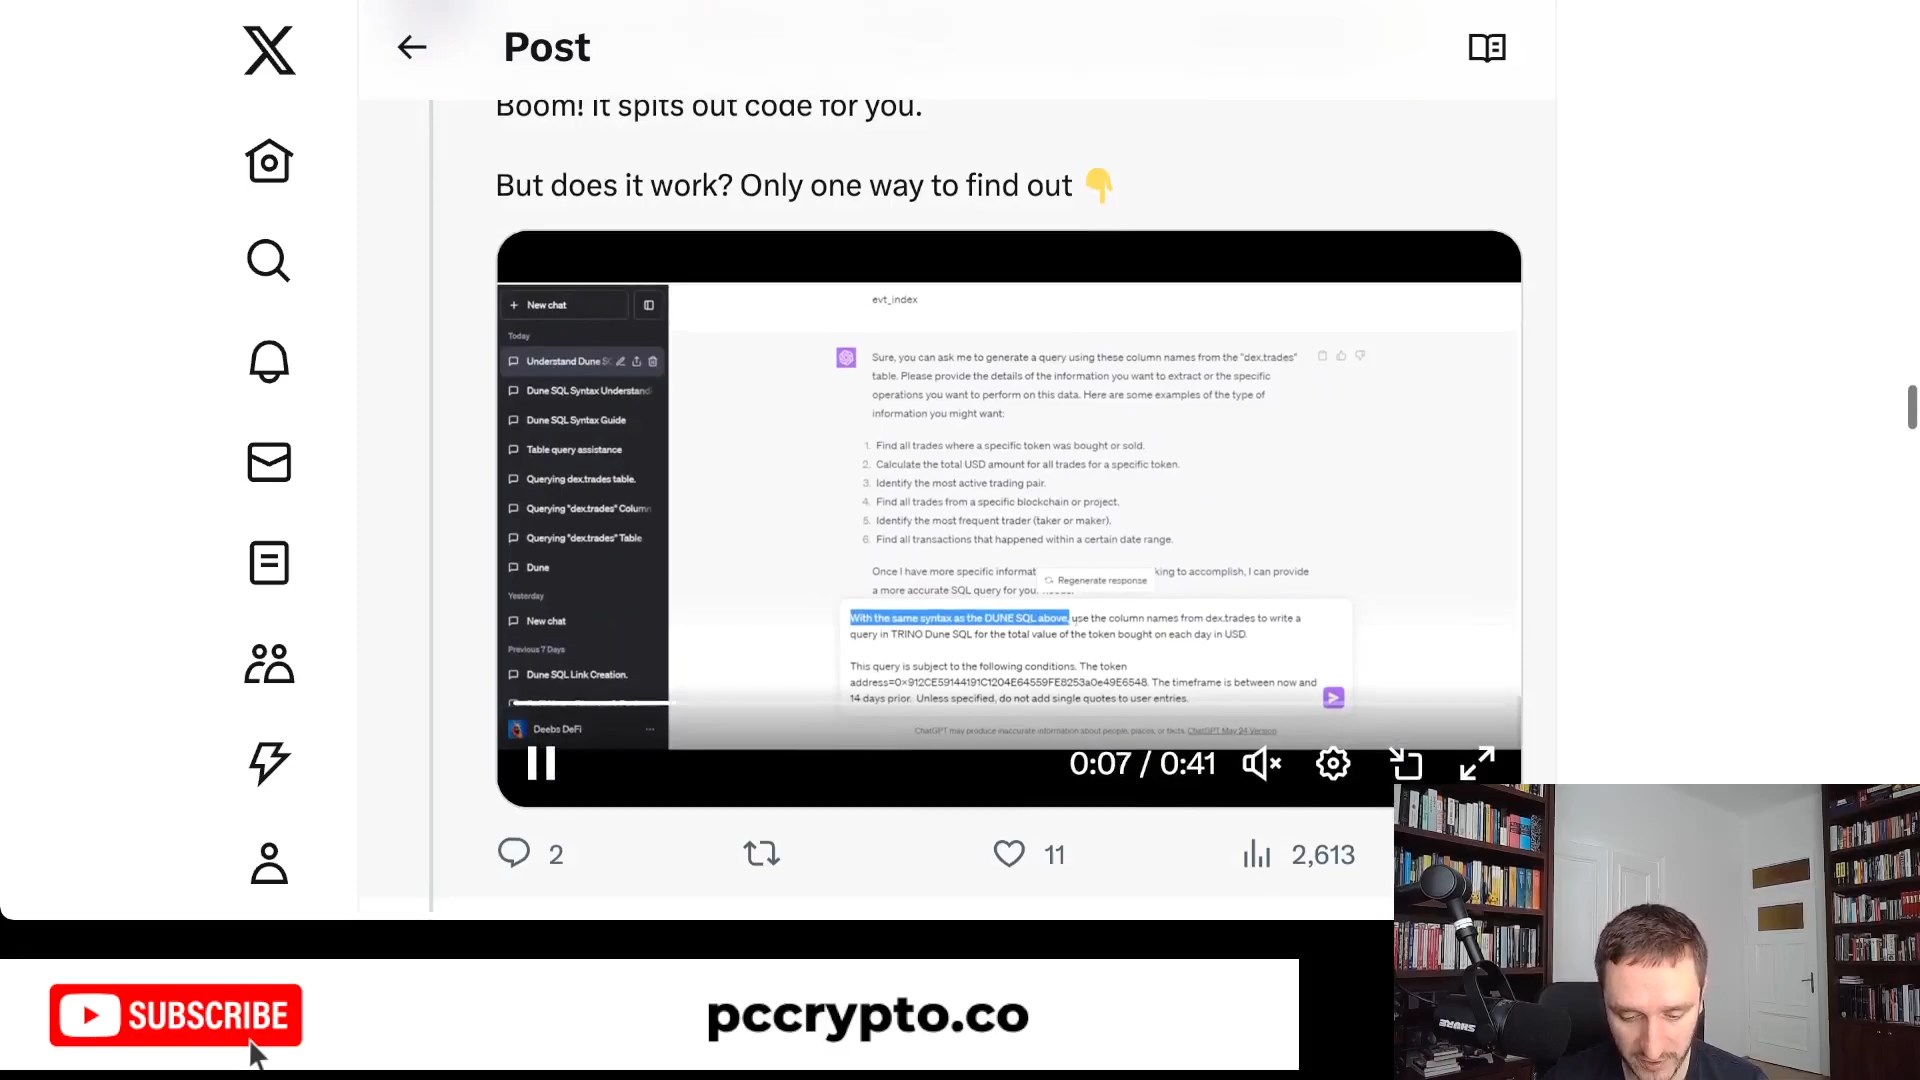 Post
Boom! It spits out code for you.
But does it work? Only one way to find out 👇
evt_index
+ New chat
Today
Understand Dune
Dune SQL Syntax Understandi
Dune SQL Syntax Guide
Table query assistance
Querying dex.trades table.
Querying "dex.trades" Column
Querying "dex.trades" Table
Dune
Yesterday
New chat
Previous 7 Days
Dune SQL Link Creation.
Deebs DeFi
Sure, you can ask me to generate a query using these column names from the "dex.trades"
table. Please provide the details of the information you want to extract or the specific
operations you want to perform on this data. Here are some examples of the type of
information you might want:
1. Find all trades where a specific token was bought or sold.
2. Calculate the total USD amount for all trades for a specific token.
3. Identify the most active trading pair.
4. Find all trades from a specific blockchain or project.
5. Identify the most frequent trader (taker or maker).
6. Find all transactions that happened within a certain date range.
Once I have more specific informat king to accomplish, I can provide
Regenerate response
a more accurate SQL query for you
With the same syntax as the DUNE SQL above, use the column names from dex.trades to write a
query in TRINO Dune SQL for the total value of the token bought on each day in USD.
This query is subject to the following conditions. The token
address=0x912CE59144191C1204E64559FE8253a0e49E6548. The timeframe is between now and
14 days prior. Unless specified, do not add single quotes to user entries.
ChatGPT may produce inaccurate information about people, places, or facts. ChatGPT May 24 Version
0:07 / 0:41
2
11
2,613
SUBSCRIBE
pccrypto.co
SHURE